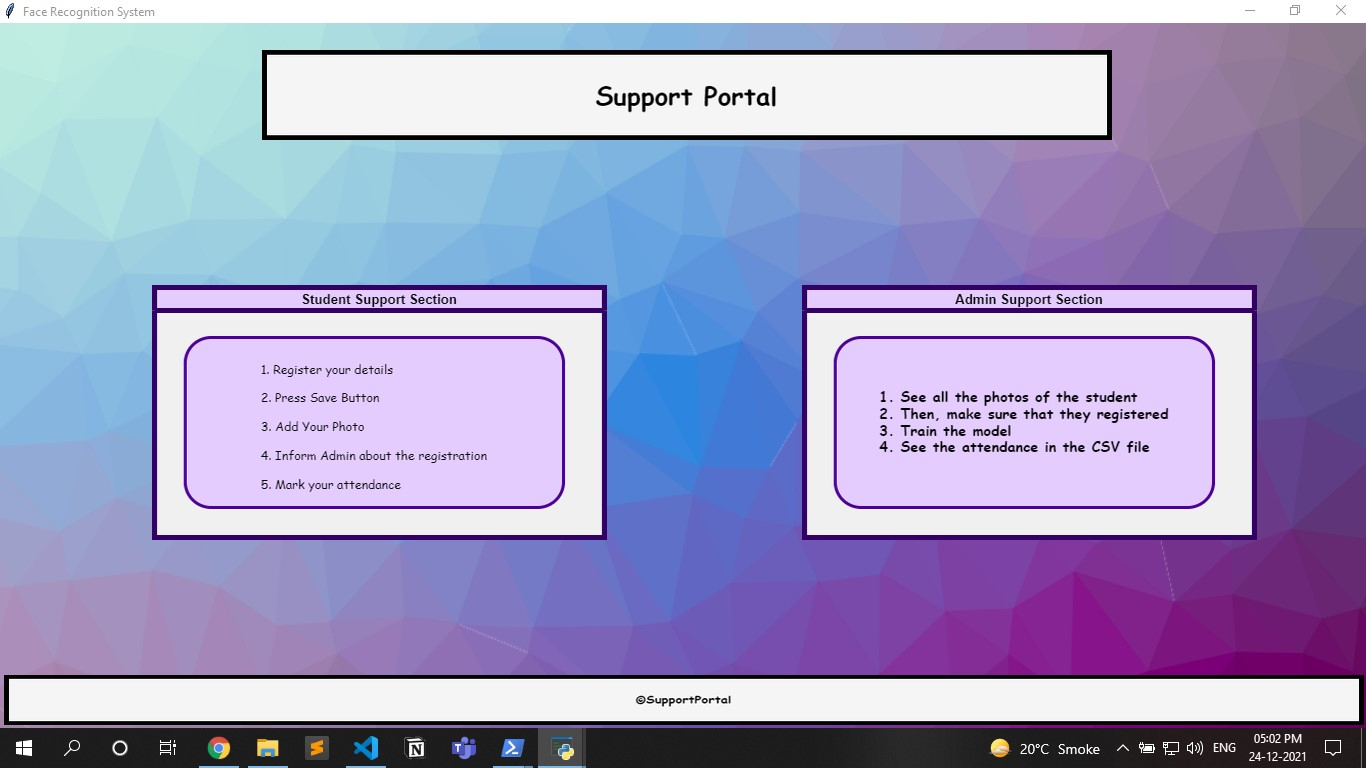 Face Recognition System
Support Portal
Student Support Section
1. Register your details
2. Press Save Button
3. Add Your Photo
4. Inform Admin about the registration
5. Mark your attendance
Admin Support Section
1. See all the photos of the student
2. Then, make sure that they registered
3. Train the model
4. See the attendance in the CSV file
©SupportPortal
20°C Smoke
ENG
05:02 PM
24-12-2021